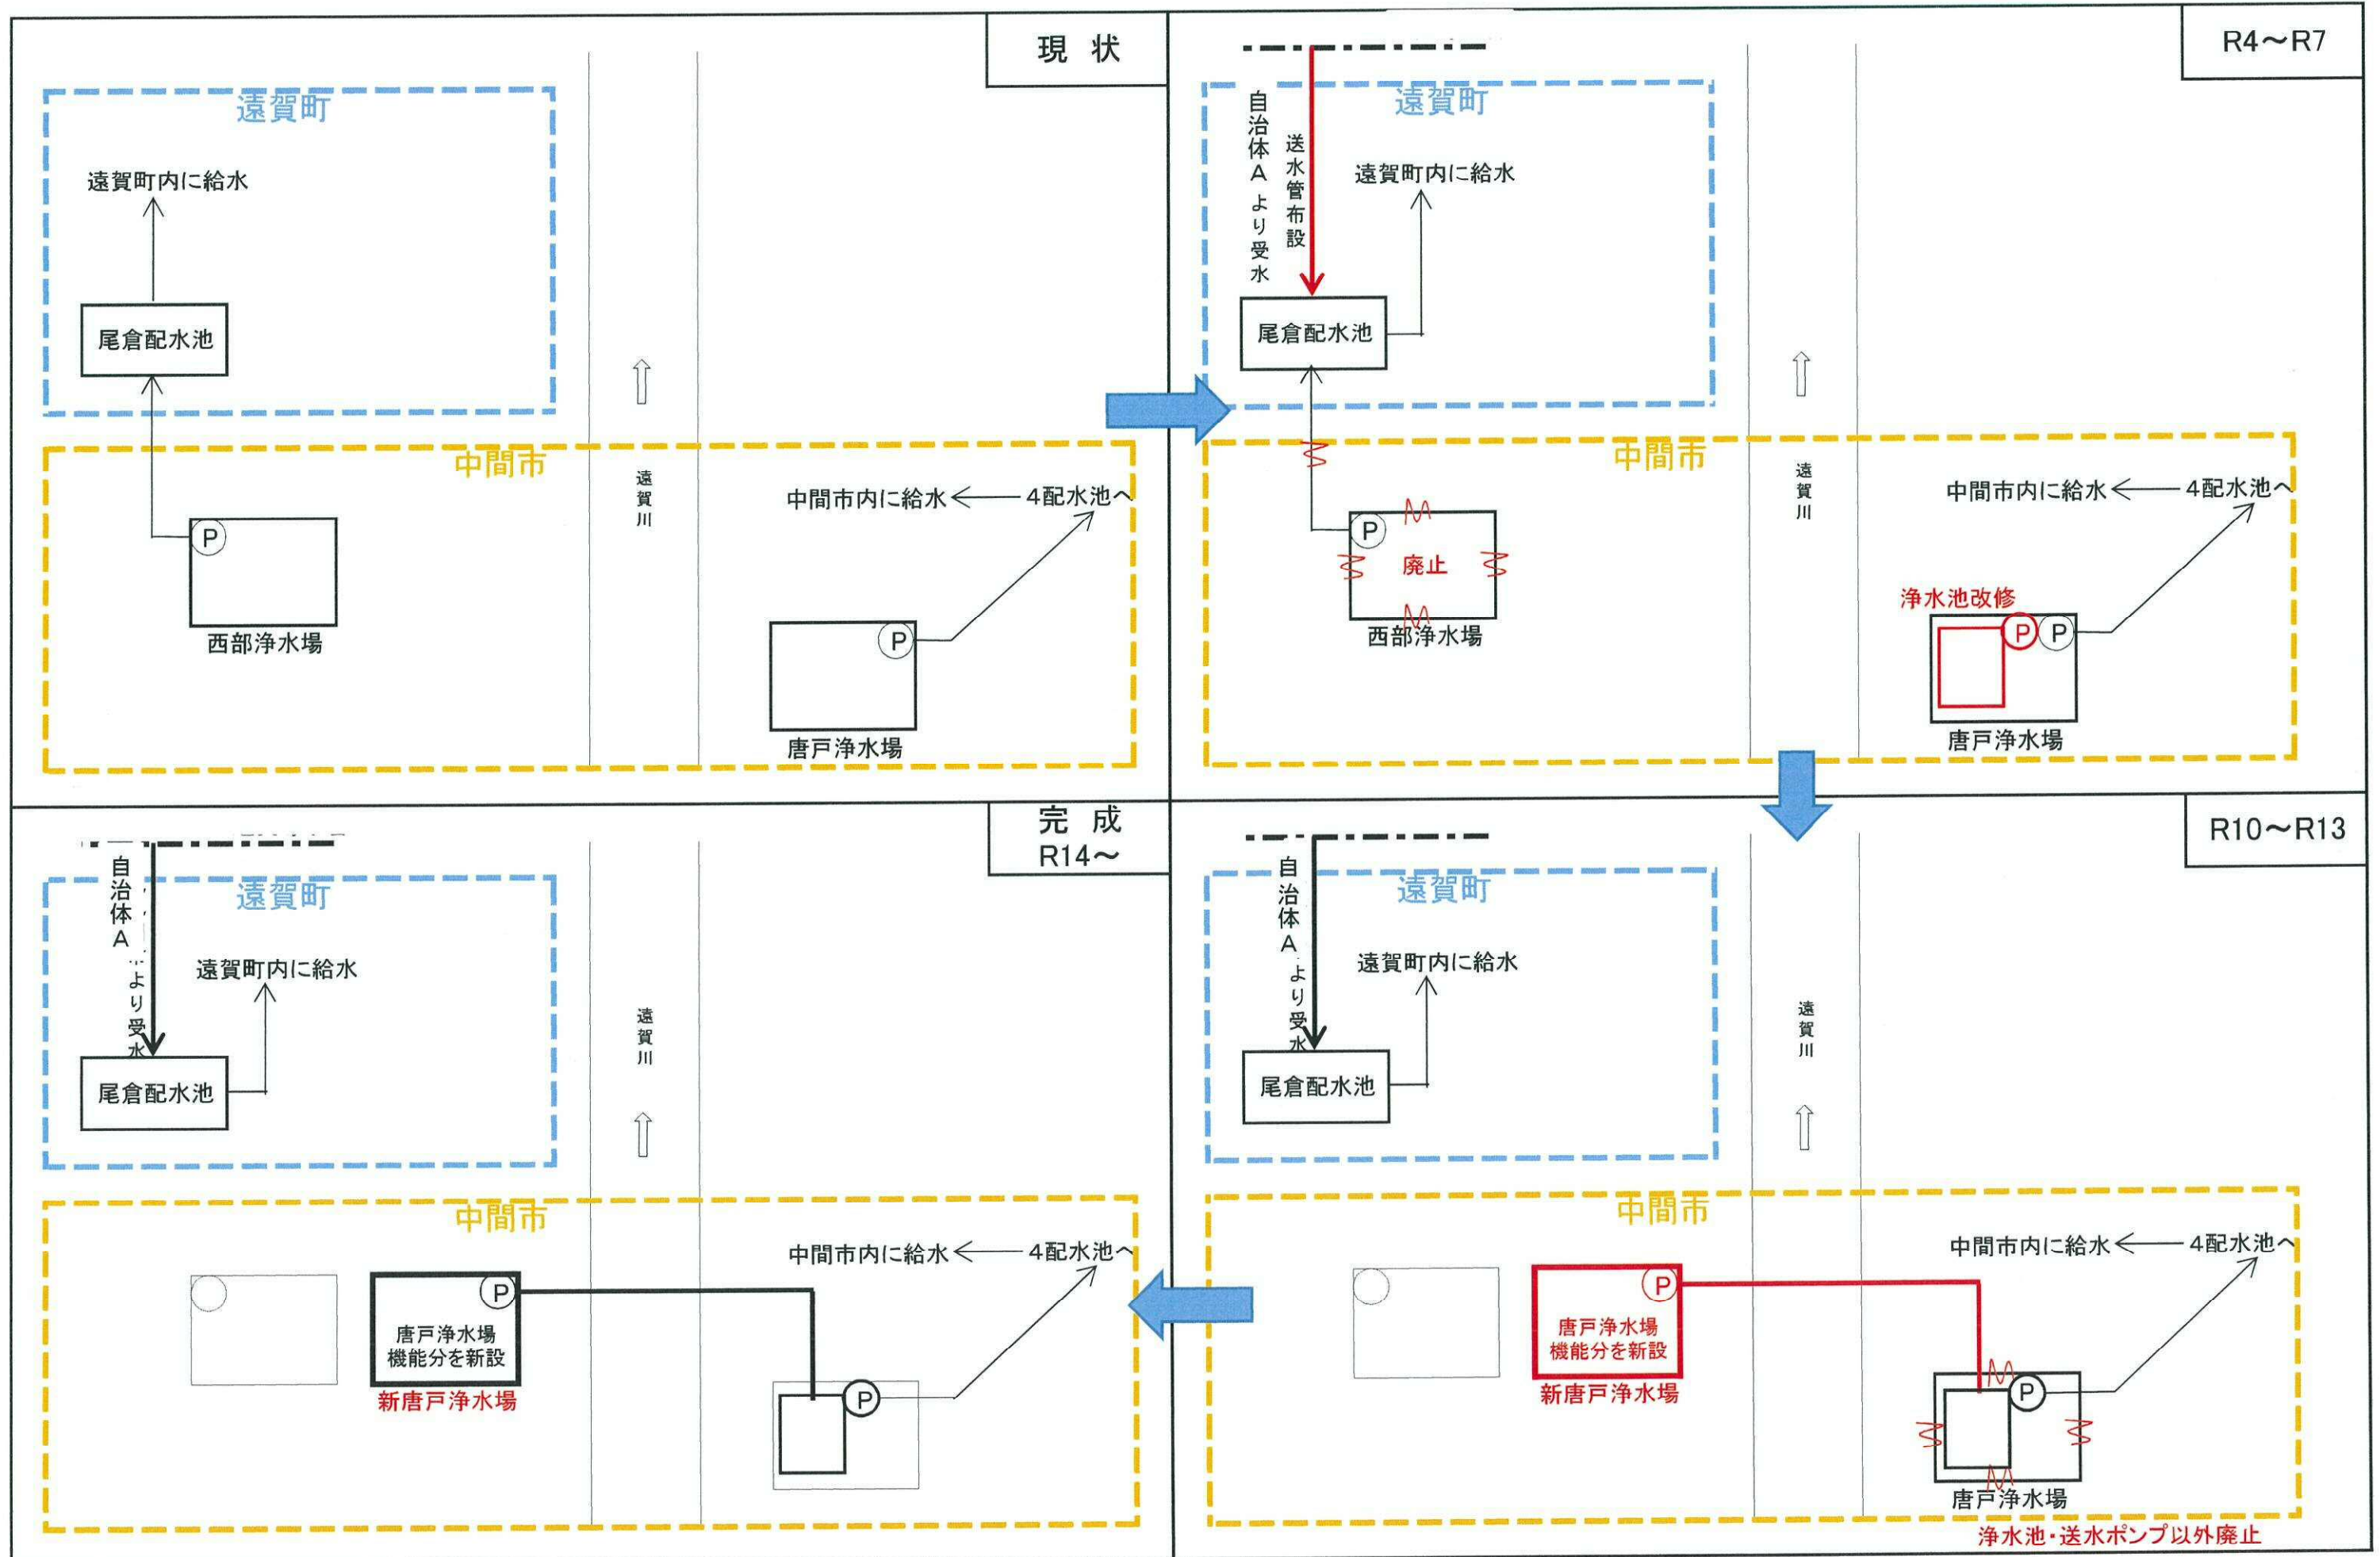 現 状
遠賀町
遠賀町内に給水
尾倉配水池
中間市
遠賀川
中間市内に給水
4配水池へ
P
西部浄水場
P
唐戸浄水場
R4～R7
遠賀町
自治体A より受水
送水管布設
遠賀町内に給水
尾倉配水池
中間市
遠賀川
中間市内に給水
4配水池へ
P
廃止
西部浄水場
浄水池改修
P
P
唐戸浄水場
R10～R13
自治体A より受水
遠賀町
遠賀町内に給水
尾倉配水池
遠賀川
中間市
中間市内に給水
4配水池へ
P
唐戸浄水場
機能分を新設
新唐戸浄水場
P
唐戸浄水場
浄水池・送水ポンプ以外廃止
完 成
R14～
自治体A より受水
遠賀町
遠賀町内に給水
尾倉配水池
遠賀川
中間市
中間市内に給水
4配水池へ
P
唐戸浄水場
機能分を新設
新唐戸浄水場
P